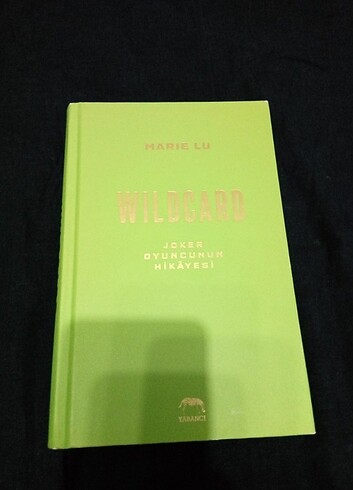 MARIE LU
WILDCARD
JOKER
OYUNCUNUN
HİKÂYESİ
YABANCI